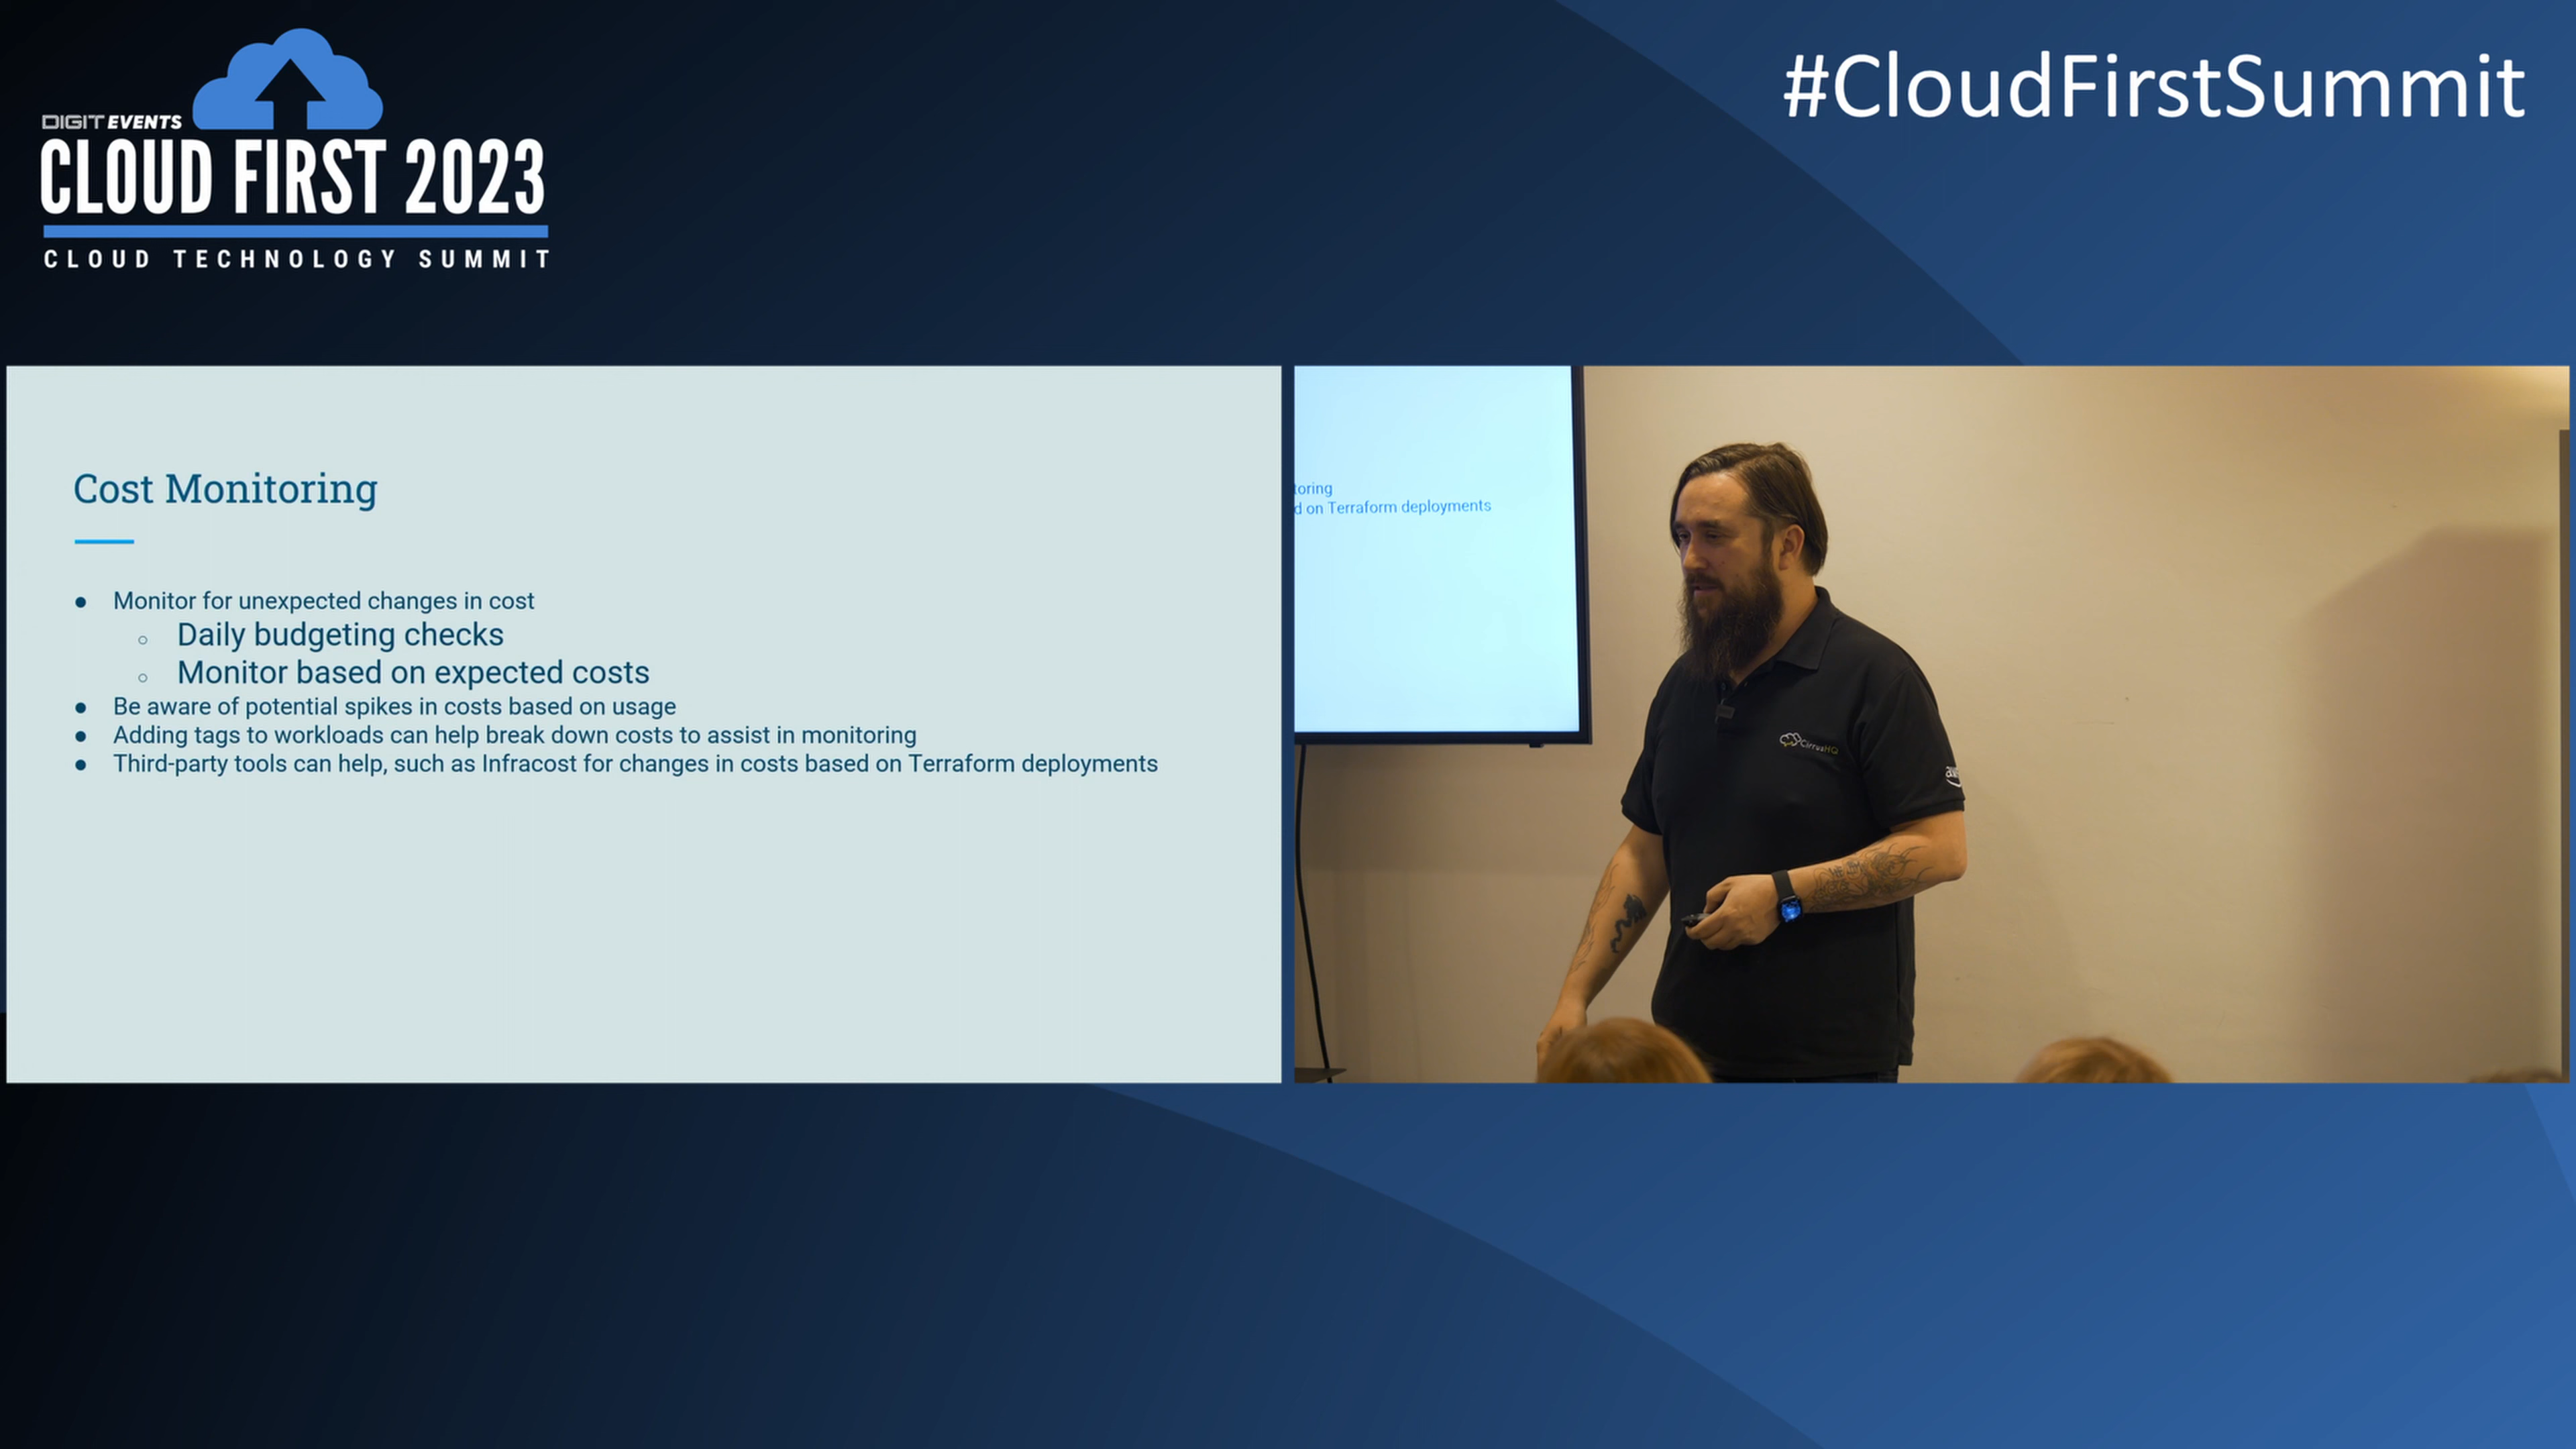 DIGIT EVENTS
CLOUD FIRST 2023
CLOUD TECHNOLOGY SUMMIT
#CloudFirstSummit
Cost Monitoring
● Monitor for unexpected changes in cost
○ Daily budgeting checks
○ Monitor based on expected costs
● Be aware of potential spikes in costs based on usage
● Adding tags to workloads can help break down costs to assist in monitoring
● Third-party tools can help, such as Infracost for changes in costs based on Terraform deployments
toring
d on Terraform deployments
CirrusHQ